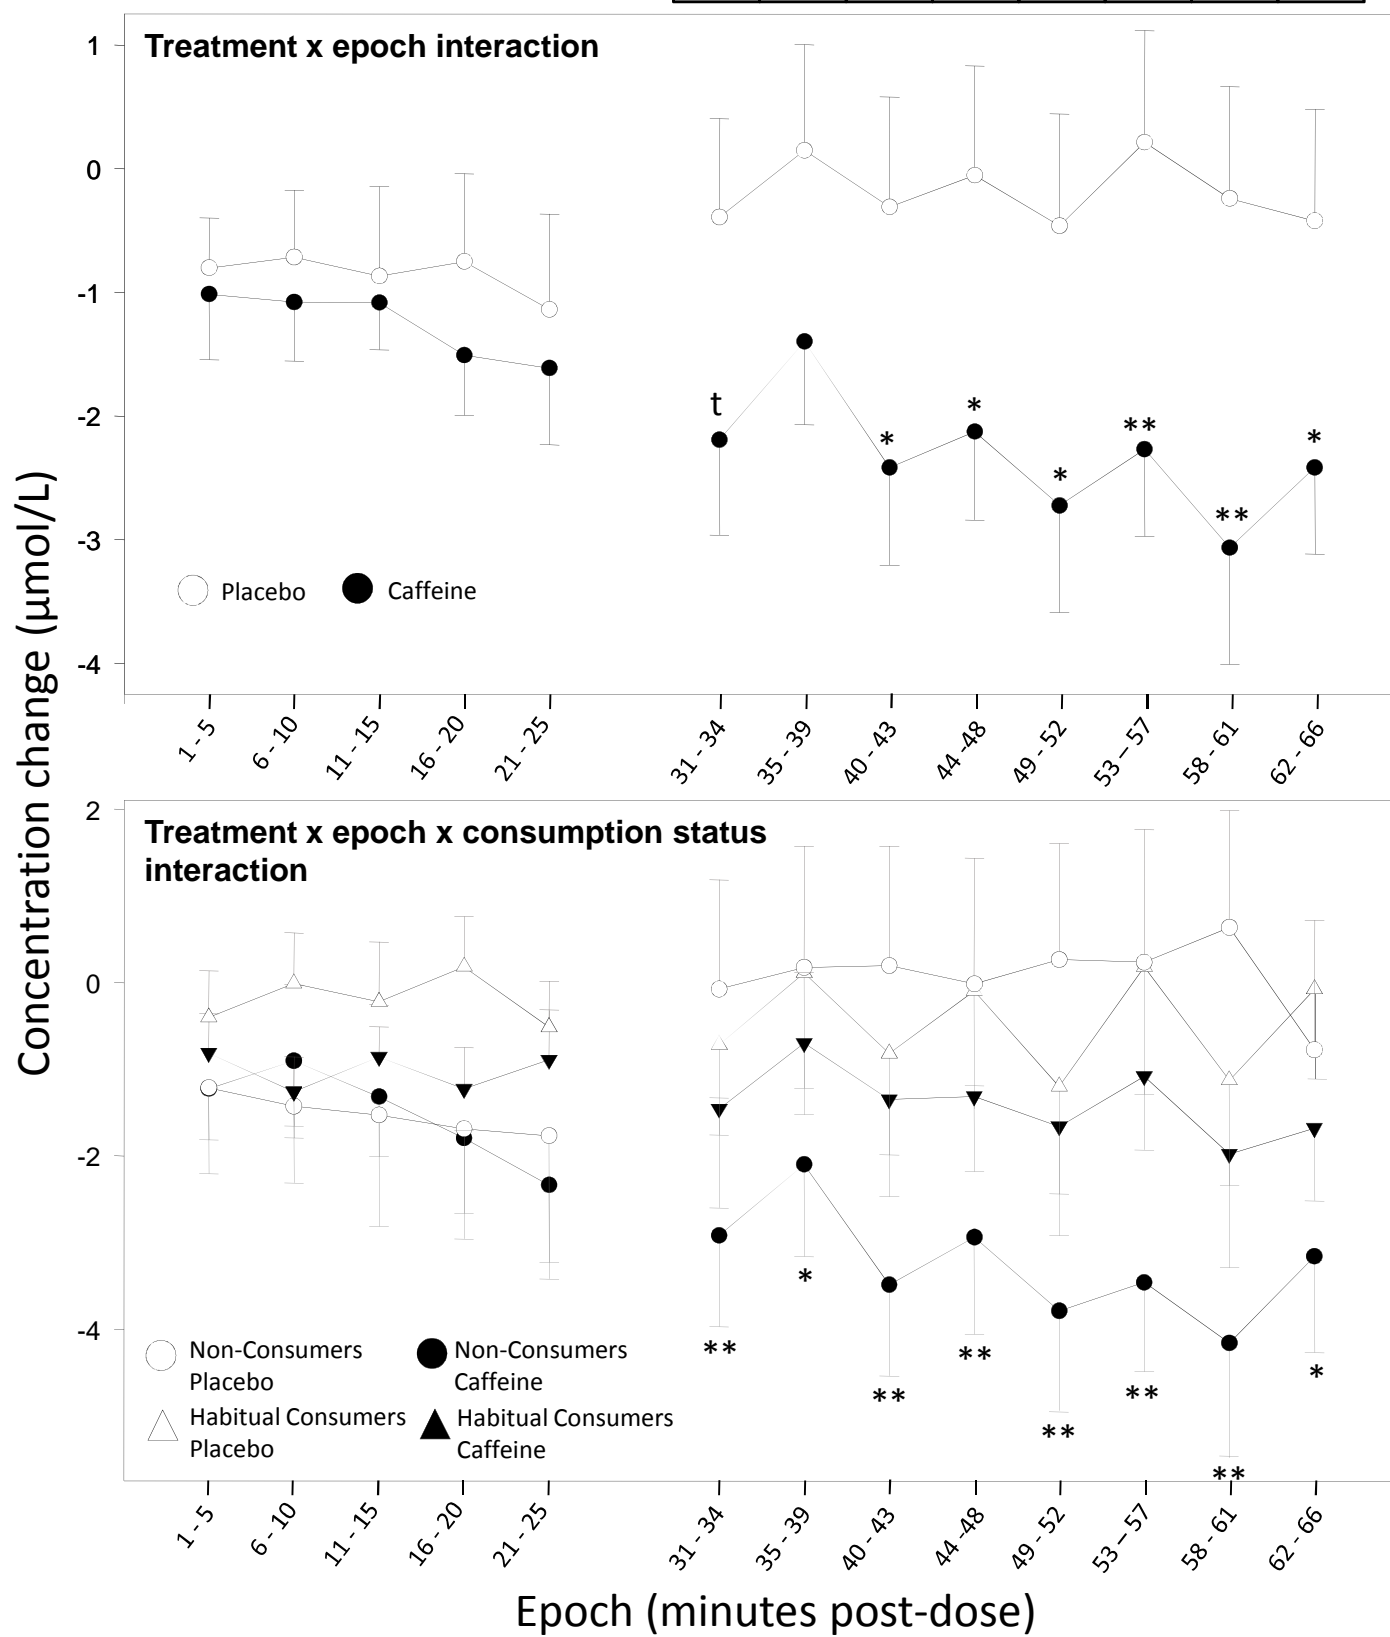 Treatment x epoch interaction
1
0
-1
-2
-3
-4
t
*
*
*
**
**
*
Placebo
Caffeine
1 - 5
6 - 10
11 - 15
16 - 20
21 - 25
31 - 34
35 - 39
40 - 43
44 -48
49 - 52
53 – 57
58 - 61
62 - 66
Concentration change (µmol/L)
Treatment x epoch x consumption status
interaction
2
0
-2
-4
**
*
**
**
**
**
**
*
Non-Consumers
Placebo
Non-Consumers
Caffeine
Habitual Consumers
Placebo
Habitual Consumers
Caffeine
1 - 5
6 - 10
11 - 15
16 - 20
21 - 25
31 - 34
35 - 39
40 - 43
44 -48
49 - 52
53 – 57
58 - 61
62 - 66
Epoch (minutes post-dose)